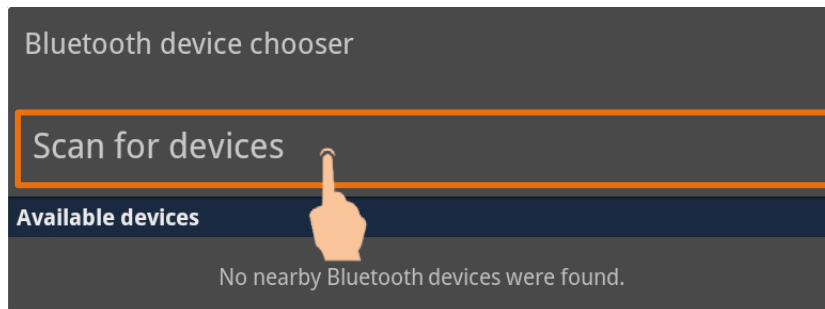 Bluetooth device chooser
Scan for devices
Available devices
No nearby Bluetooth devices were found.